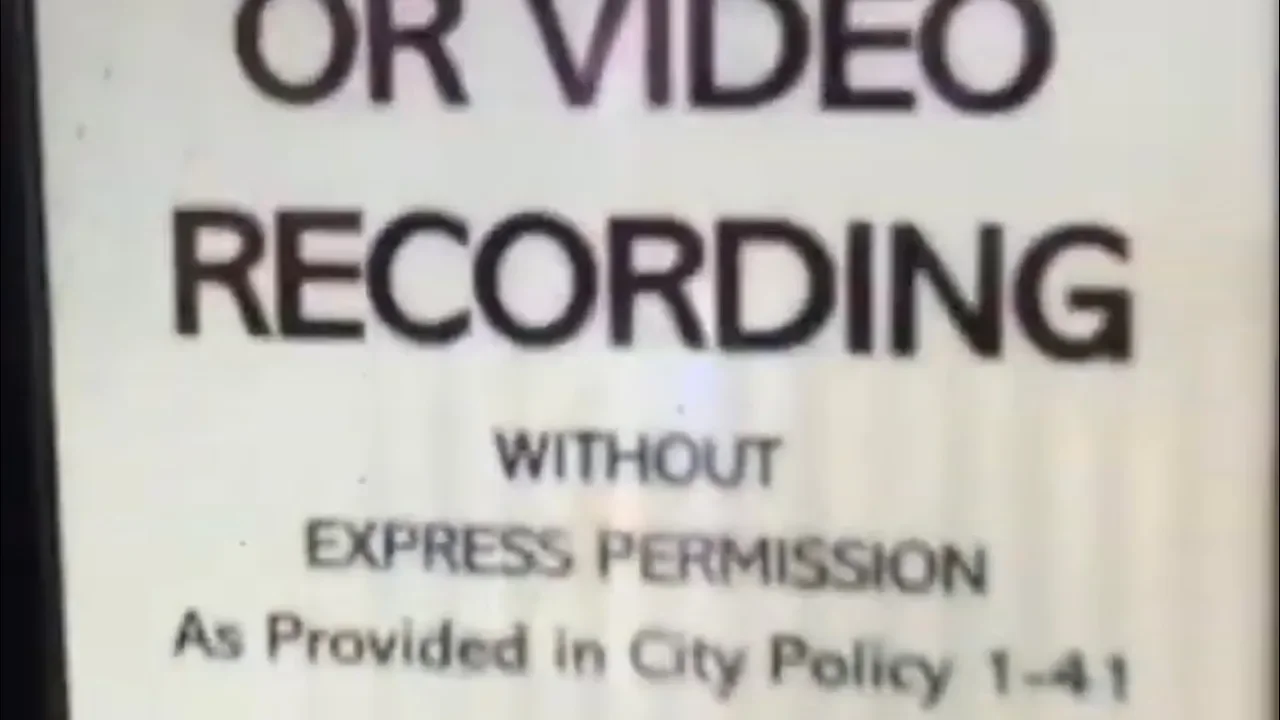 OR VIDEO
RECORDING
WITHOUT
EXPRESS PERMISSION
As Provided in City Policy 1-41